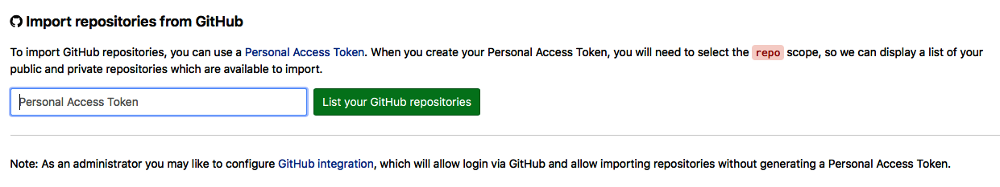 Import repositories from GitHub
To import GitHub repositories, you can use a Personal Access Token. When you create your Personal Access Token, you will need to select the repo scope, so we can display a list of your
public and private repositories which are available to import.
Personal Access Token
List your GitHub repositories
Note: As an administrator you may like to configure GitHub integration, which will allow login via GitHub and allow importing repositories without generating a Personal Access Token.